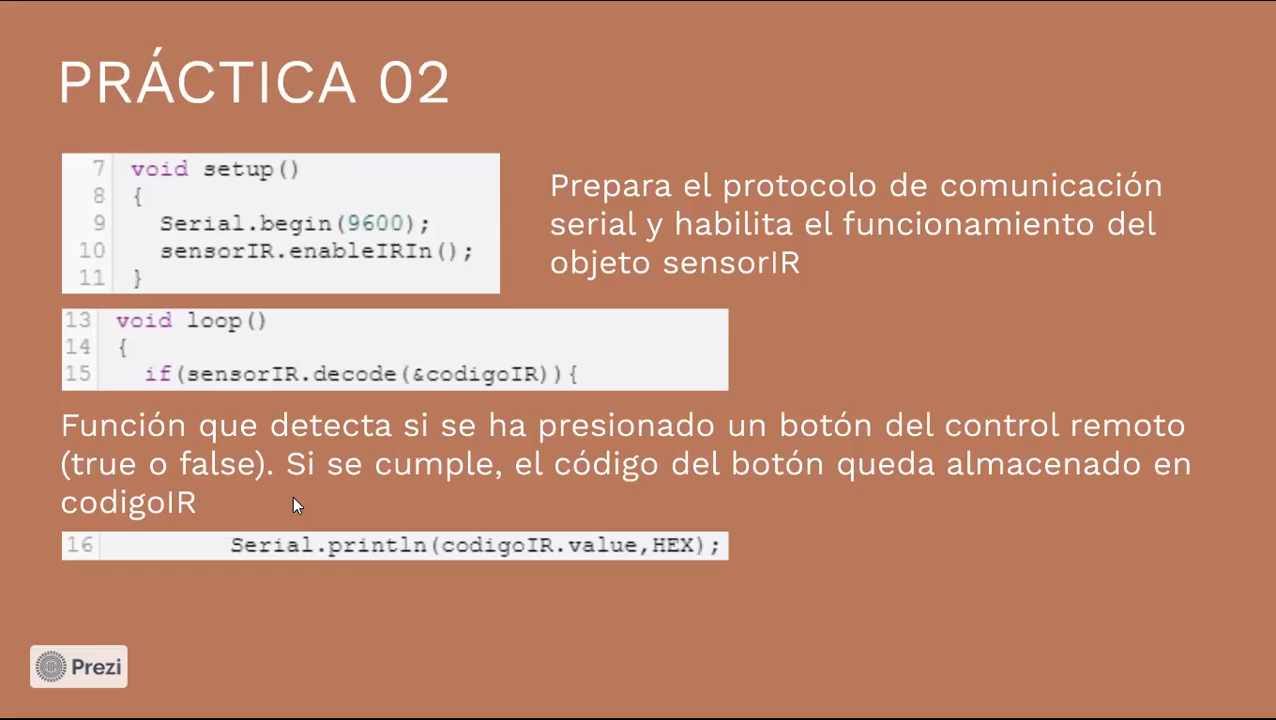 PRÁCTICA 02
7 void setup()
8 {
9 Serial.begin(9600);
10 sensorIR.enableIRIn();
11 }
Prepara el protocolo de comunicación
serial y habilita el funcionamiento del
objeto sensorIR
13 void loop()
14 {
15 if(sensorIR.decode(&codigoIR)){
Función que detecta si se ha presionado un botón del control remoto
(true o false). Si se cumple, el código del botón queda almacenado en
codigoIR
16 Serial.println(codigoIR.value,HEX);
Prezi